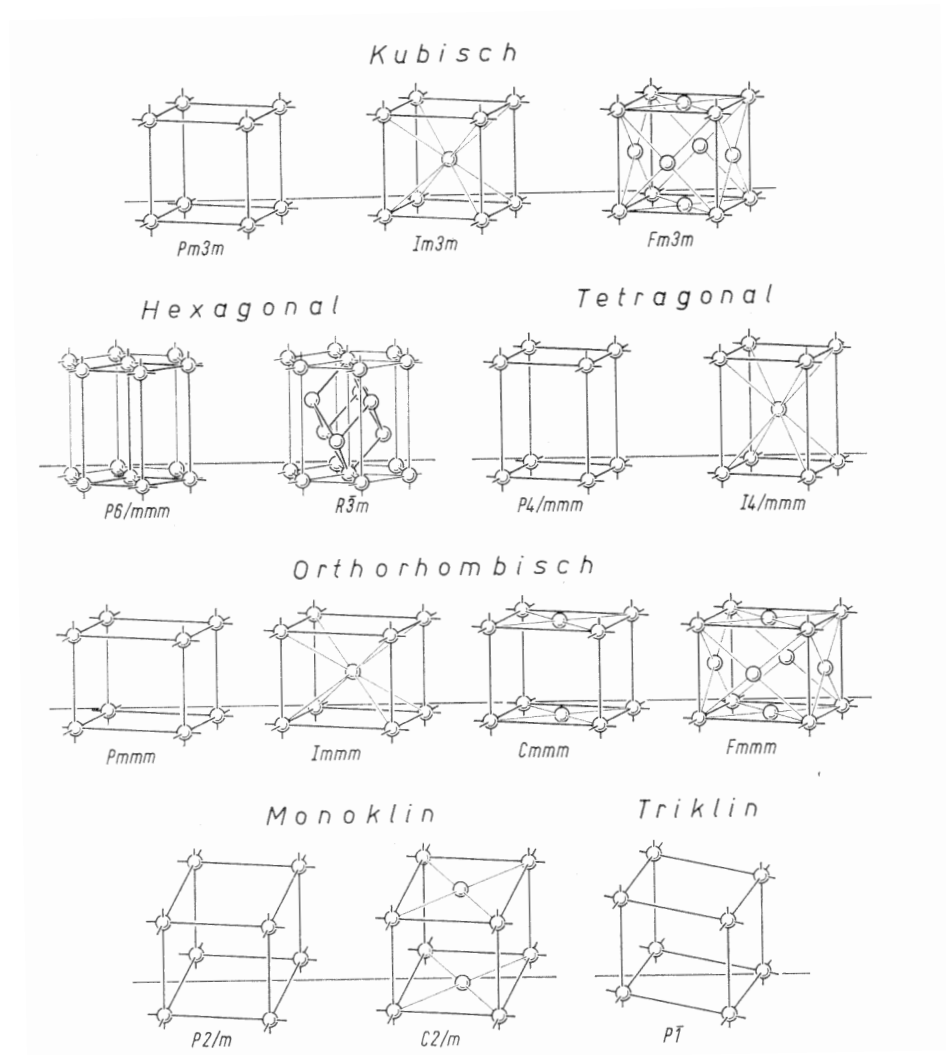 Kubisch
Pm3m Im3m Fm3m
Hexagonal Tetragonal
P6/mmm R3̄m P4/mmm I4/mmm
Orthorhombisch
Pmmm Immm Cmmm Fmmm
Monoklin Triklin
P2/m C2/m P1̄